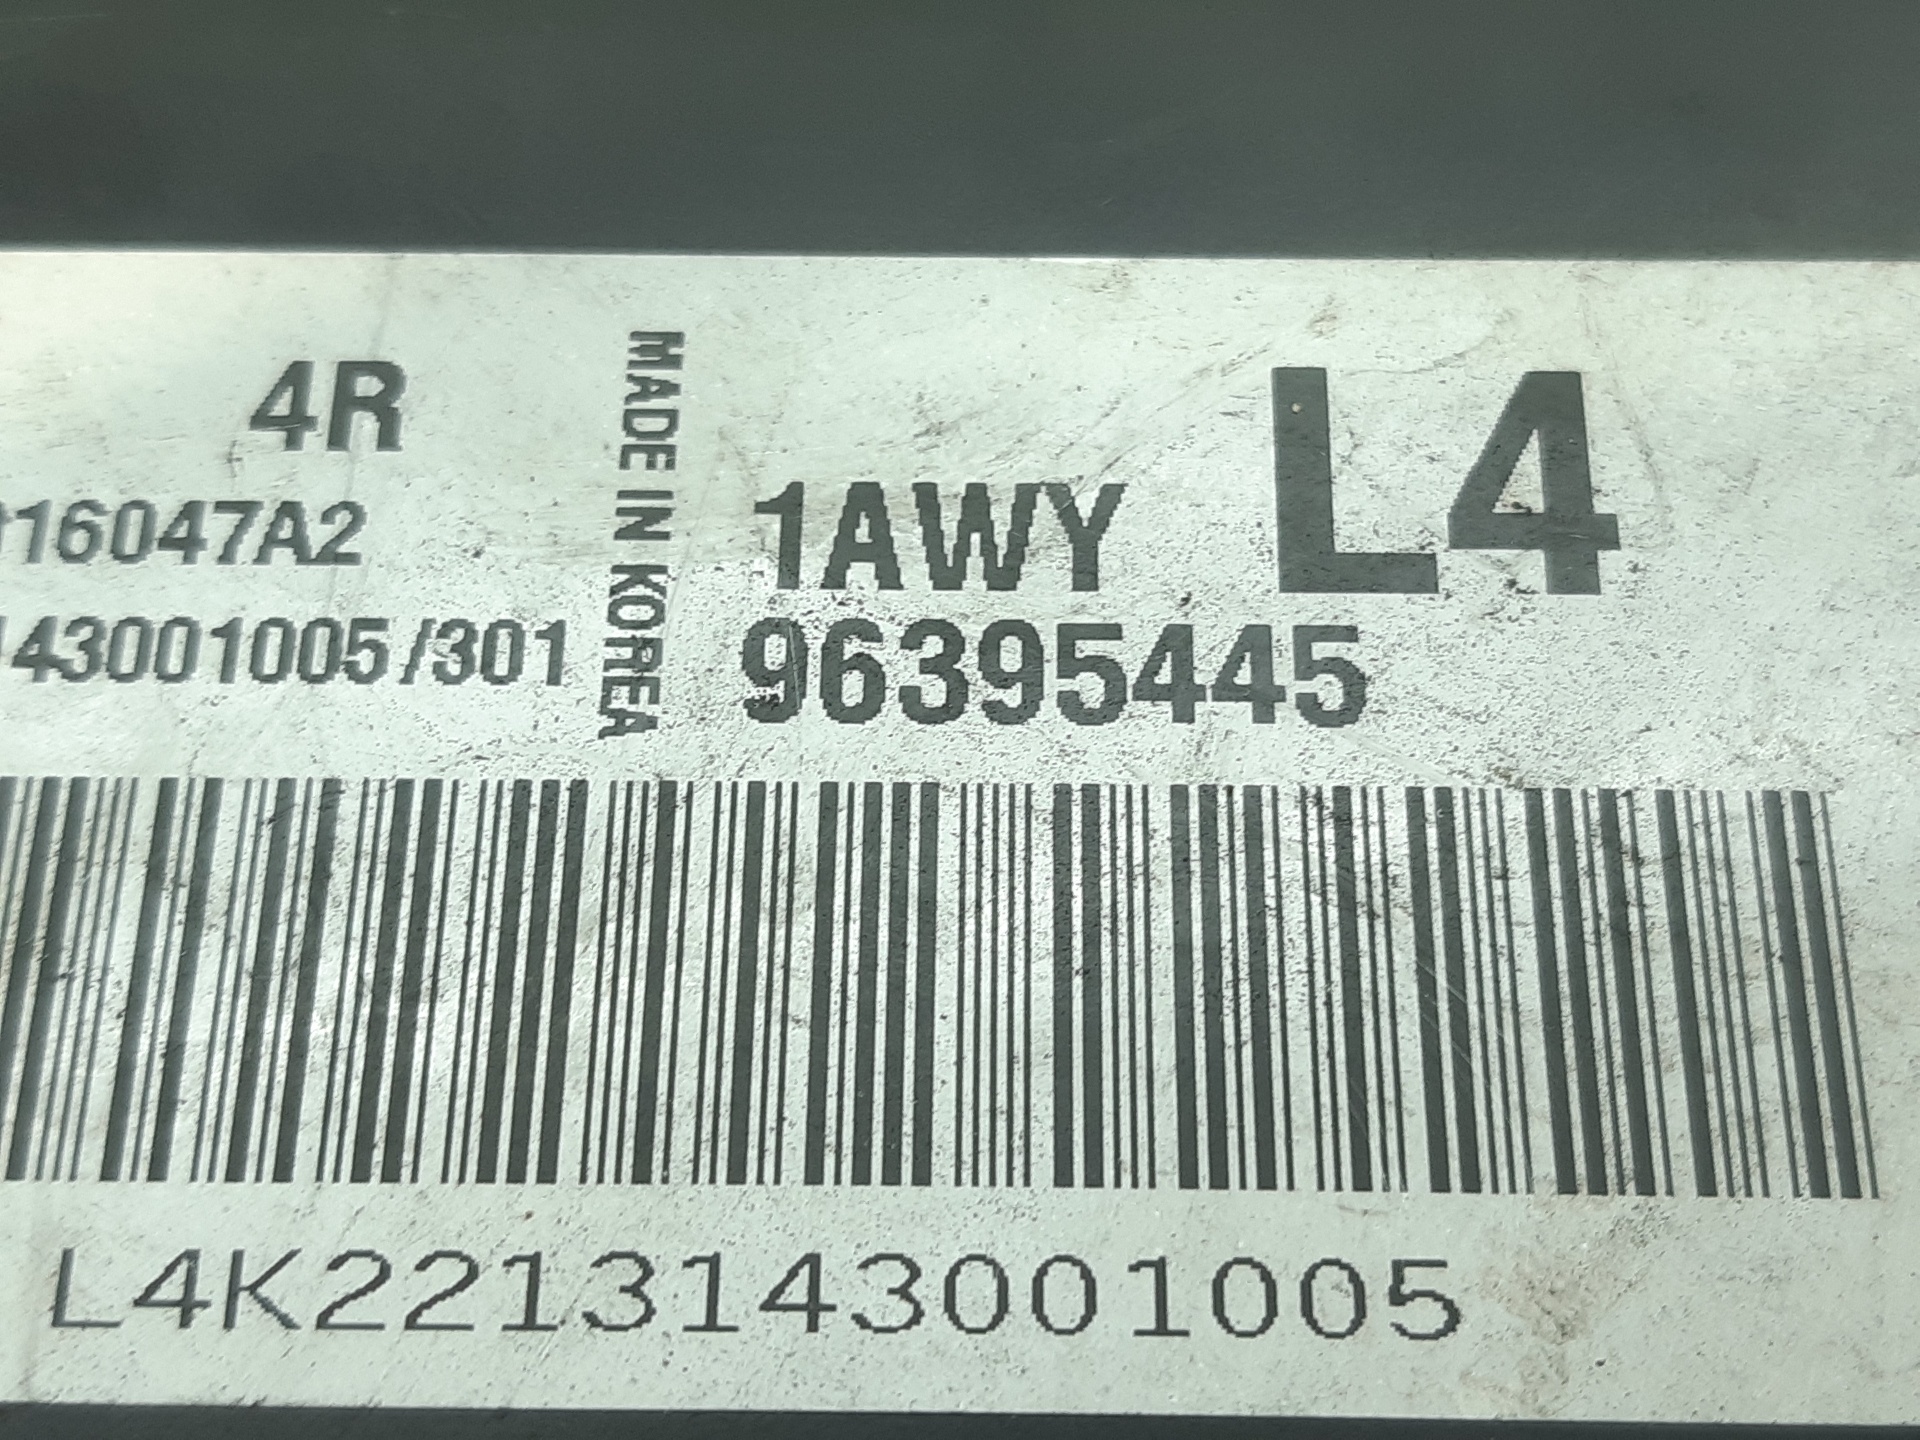 4R
16047A2
43001005/301
MADE IN KOREA
1AWY
L4
96395445
L4K2213143001005